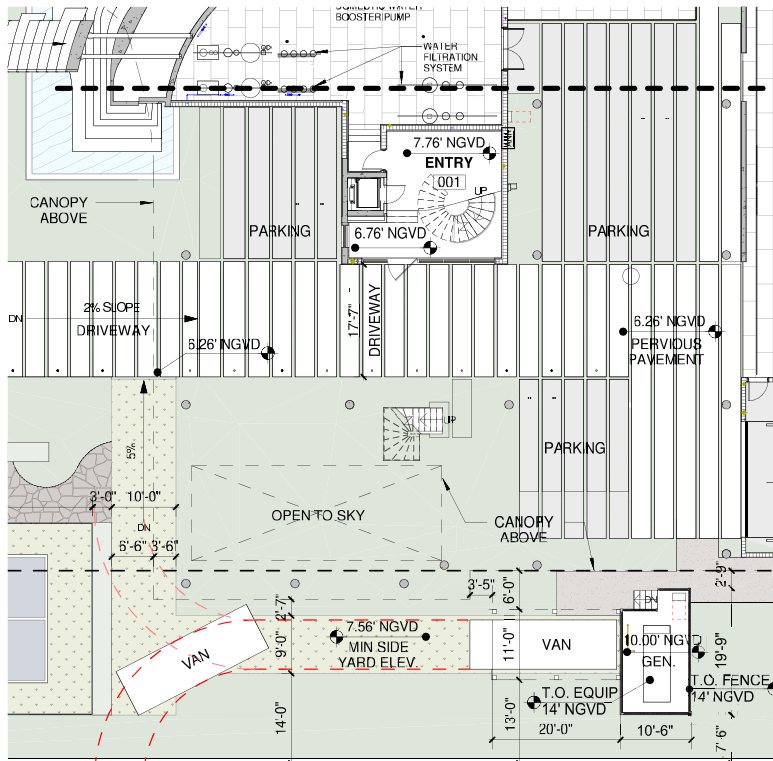 DOMESTIC WATER
BOOSTER PUMP
WATER
FILTRATION
SYSTEM
7.76' NGVD
ENTRY
001
UP
CANOPY
ABOVE
PARKING
6.76' NGVD
PARKING
DN
2% SLOPE
DRIVEWAY
17'-7"
DRIVEWAY
6.26' NGVD
6.26' NGVD
PERVIOUS
PAVEMENT
UP
5%
PARKING
3'-0"
10'-0"
OPEN TO SKY
DN
CANOPY
ABOVE
6'-6"
3'-6"
3'-5"
6'-0"
2'-9"
2'-7"
DN
7.56' NGVD
MIN SIDE
YARD ELEV.
9'-0"
11'-0"
VAN
VAN
10.00' NGVD
GEN.
19'-9"
T.O. EQUIP
14' NGVD
T.O. FENCE
14' NGVD
14'-0"
13'-0"
20'-0"
10'-6"
7'-6"